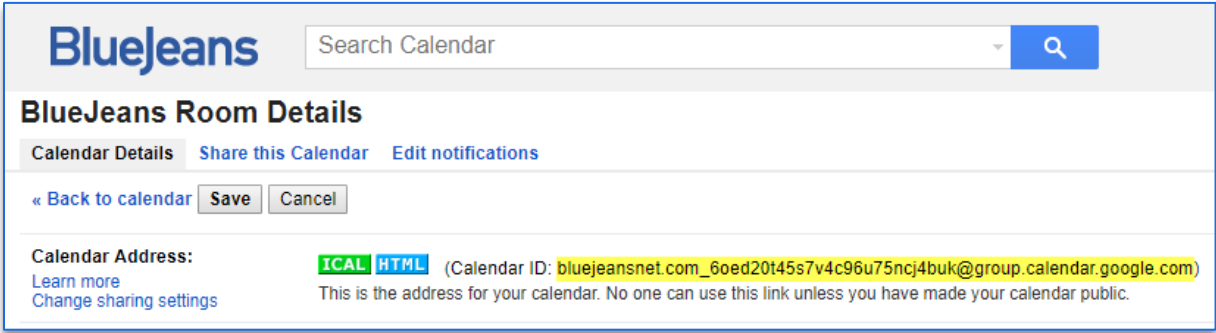 BlueJeans
Search Calendar
BlueJeans Room Details
Calendar Details Share this Calendar Edit notifications
« Back to calendar Save Cancel
Calendar Address:
ICAL HTML (Calendar ID: bluejeansnet.com_6oed20t45s7v4c96u75ncj4buk@group.calendar.google.com)
Learn more
This is the address for your calendar. No one can use this link unless you have made your calendar public.
Change sharing settings